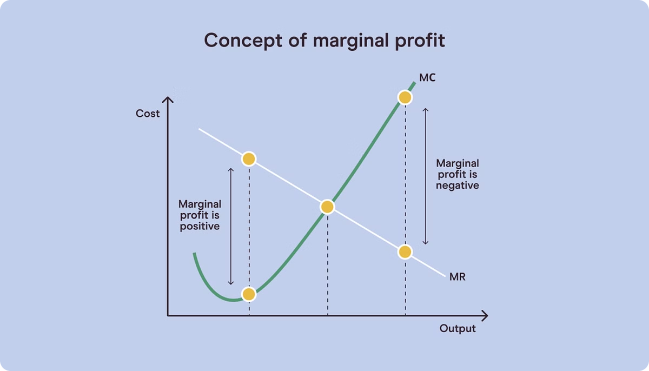 Concept of marginal profit
MC
Cost
Marginal
profit is
negative
Marginal
profit is
positive
MR
Output